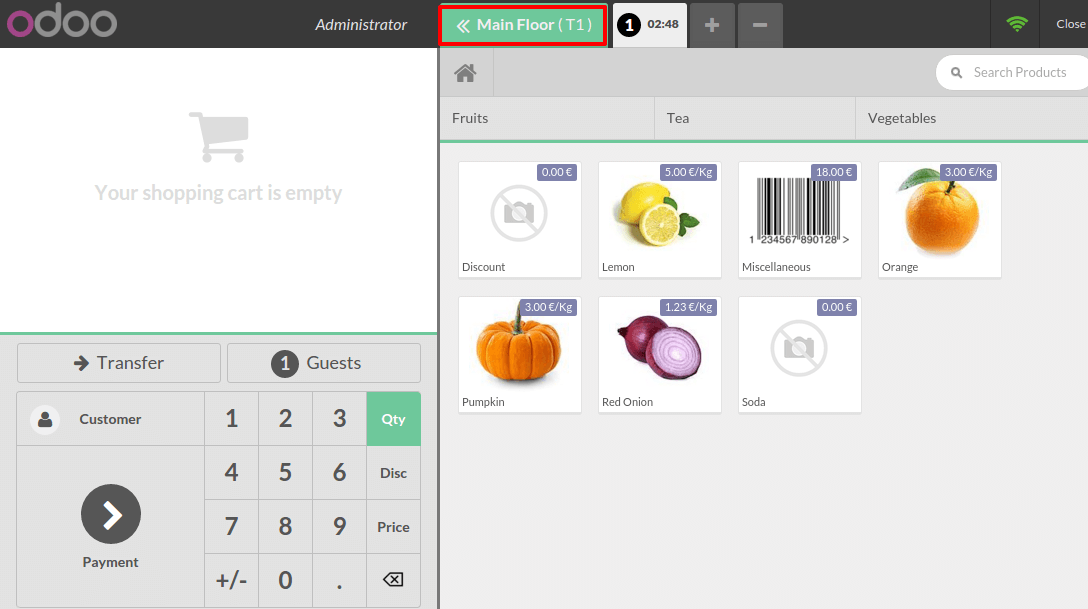 odoo
Administrator
Main Floor ( T1 )
1 02:48
+
−
Close
Search Products
Fruits
Tea
Vegetables
Your shopping cart is empty
0.00 €
Discount
5.00 €/Kg
Lemon
18.00 €
1 234567 890128 >
Miscellaneous
3.00 €/Kg
Orange
3.00 €/Kg
Pumpkin
1.23 €/Kg
Red Onion
0.00 €
Soda
Transfer
1 Guests
Customer
1 2 3 Qty
4 5 6 Disc
7 8 9 Price
+/- 0 .
Payment